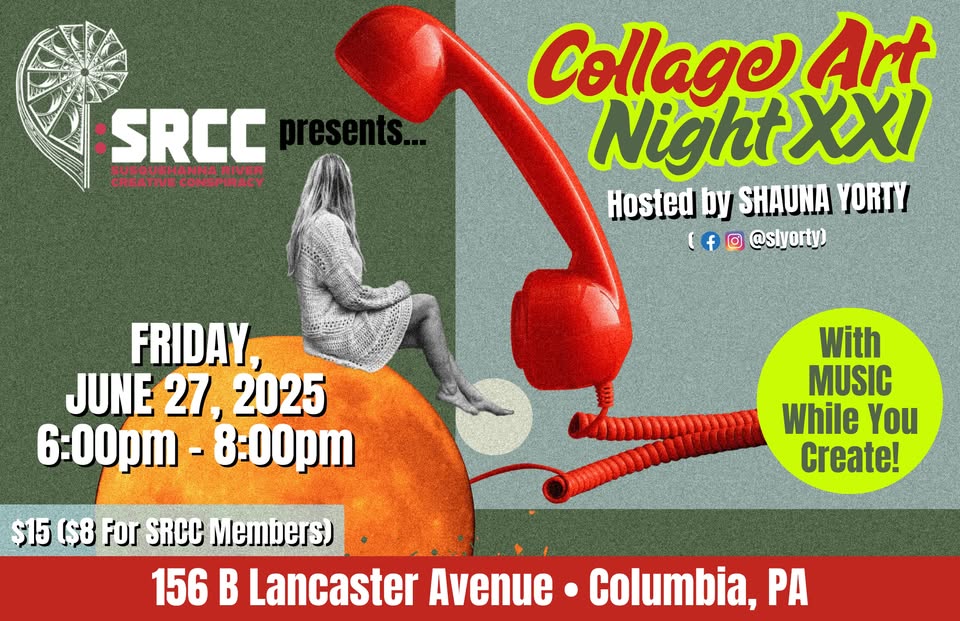 :SRCC
SUSQUEHANNA RIVER
CREATIVE CONSPIRACY
presents...
Collage Art
Night XXI
Hosted by SHAUNA YORTY
( @slyorty)
FRIDAY,
JUNE 27, 2025
6:00pm - 8:00pm
With
MUSIC
While You
Create!
$15 ($8 For SRCC Members)
156 B Lancaster Avenue • Columbia, PA